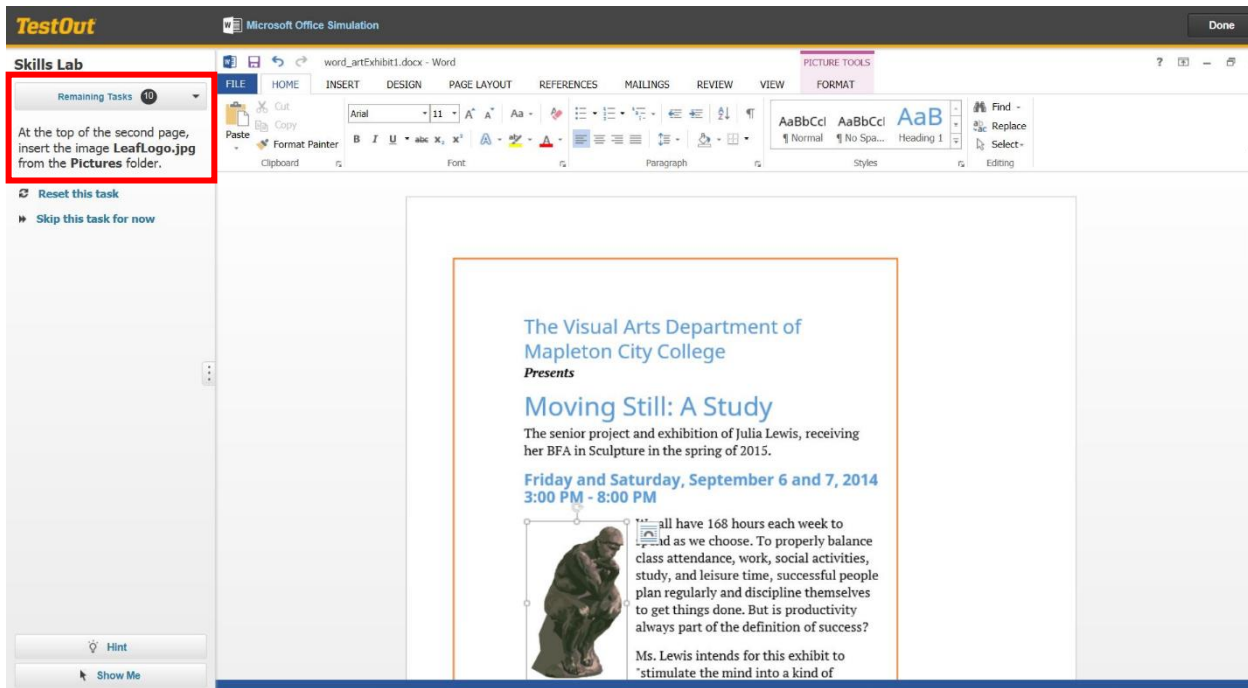 TestOut
Microsoft Office Simulation
Done
Skills Lab
Remaining Tasks 10
At the top of the second page,
insert the image LeafLogo.jpg
from the Pictures folder.
Reset this task
Skip this task for now
Hint
Show Me
word_artExhibit1.docx - Word
PICTURE TOOLS
FILE HOME INSERT DESIGN PAGE LAYOUT REFERENCES MAILINGS REVIEW VIEW FORMAT
Paste
Cut
Copy
Format Painter
Clipboard
Arial 11
B I U abc x₂ x²
Font
Paragraph
AaBbCcI AaBbCcI AaB
¶ Normal ¶ No Spa... Heading 1
Styles
Find
Replace
Select
Editing
The Visual Arts Department of
Mapleton City College
Presents
Moving Still: A Study
The senior project and exhibition of Julia Lewis, receiving
her BFA in Sculpture in the spring of 2015.
Friday and Saturday, September 6 and 7, 2014
3:00 PM - 8:00 PM
all have 168 hours each week to
as we choose. To properly balance
class attendance, work, social activities,
study, and leisure time, successful people
plan regularly and discipline themselves
to get things done. But is productivity
always part of the definition of success?
Ms. Lewis intends for this exhibit to
"stimulate the mind into a kind of